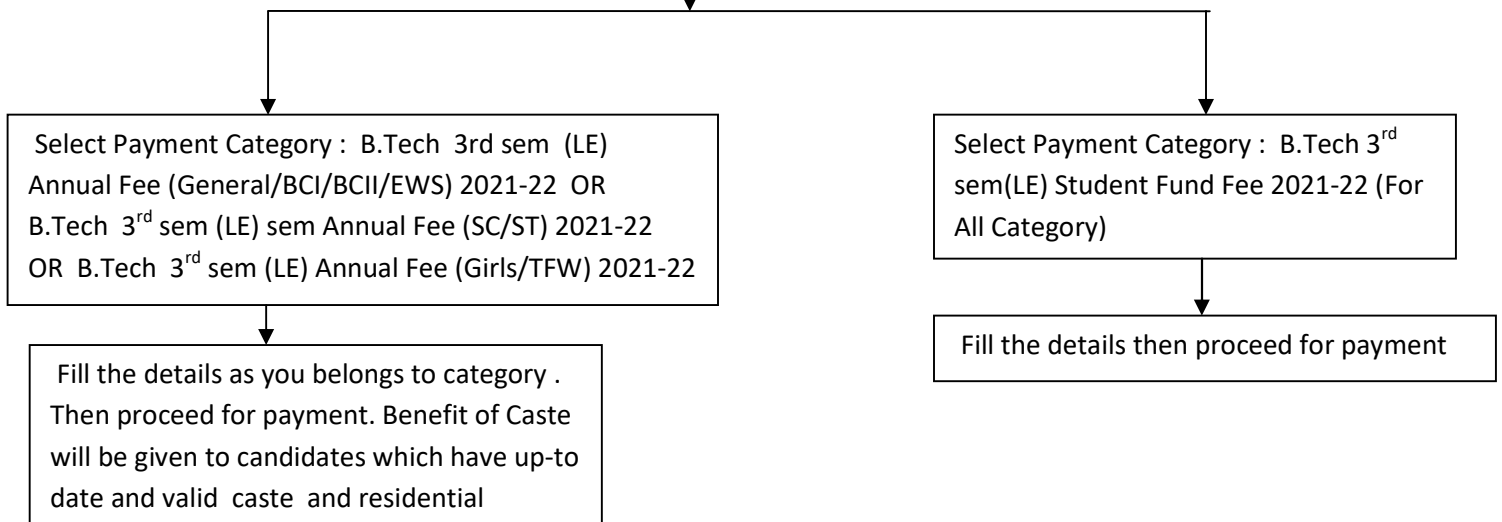 Select Payment Category : B.Tech 3rd sem (LE)
Annual Fee (General/BCI/BCII/EWS) 2021-22 OR
B.Tech 3rd sem (LE) sem Annual Fee (SC/ST) 2021-22
OR B.Tech 3rd sem (LE) Annual Fee (Girls/TFW) 2021-22
Fill the details as you belongs to category .
Then proceed for payment. Benefit of Caste
will be given to candidates which have up-to
date and valid caste and residential
Select Payment Category : B.Tech 3rd
sem(LE) Student Fund Fee 2021-22 (For
All Category)
Fill the details then proceed for payment